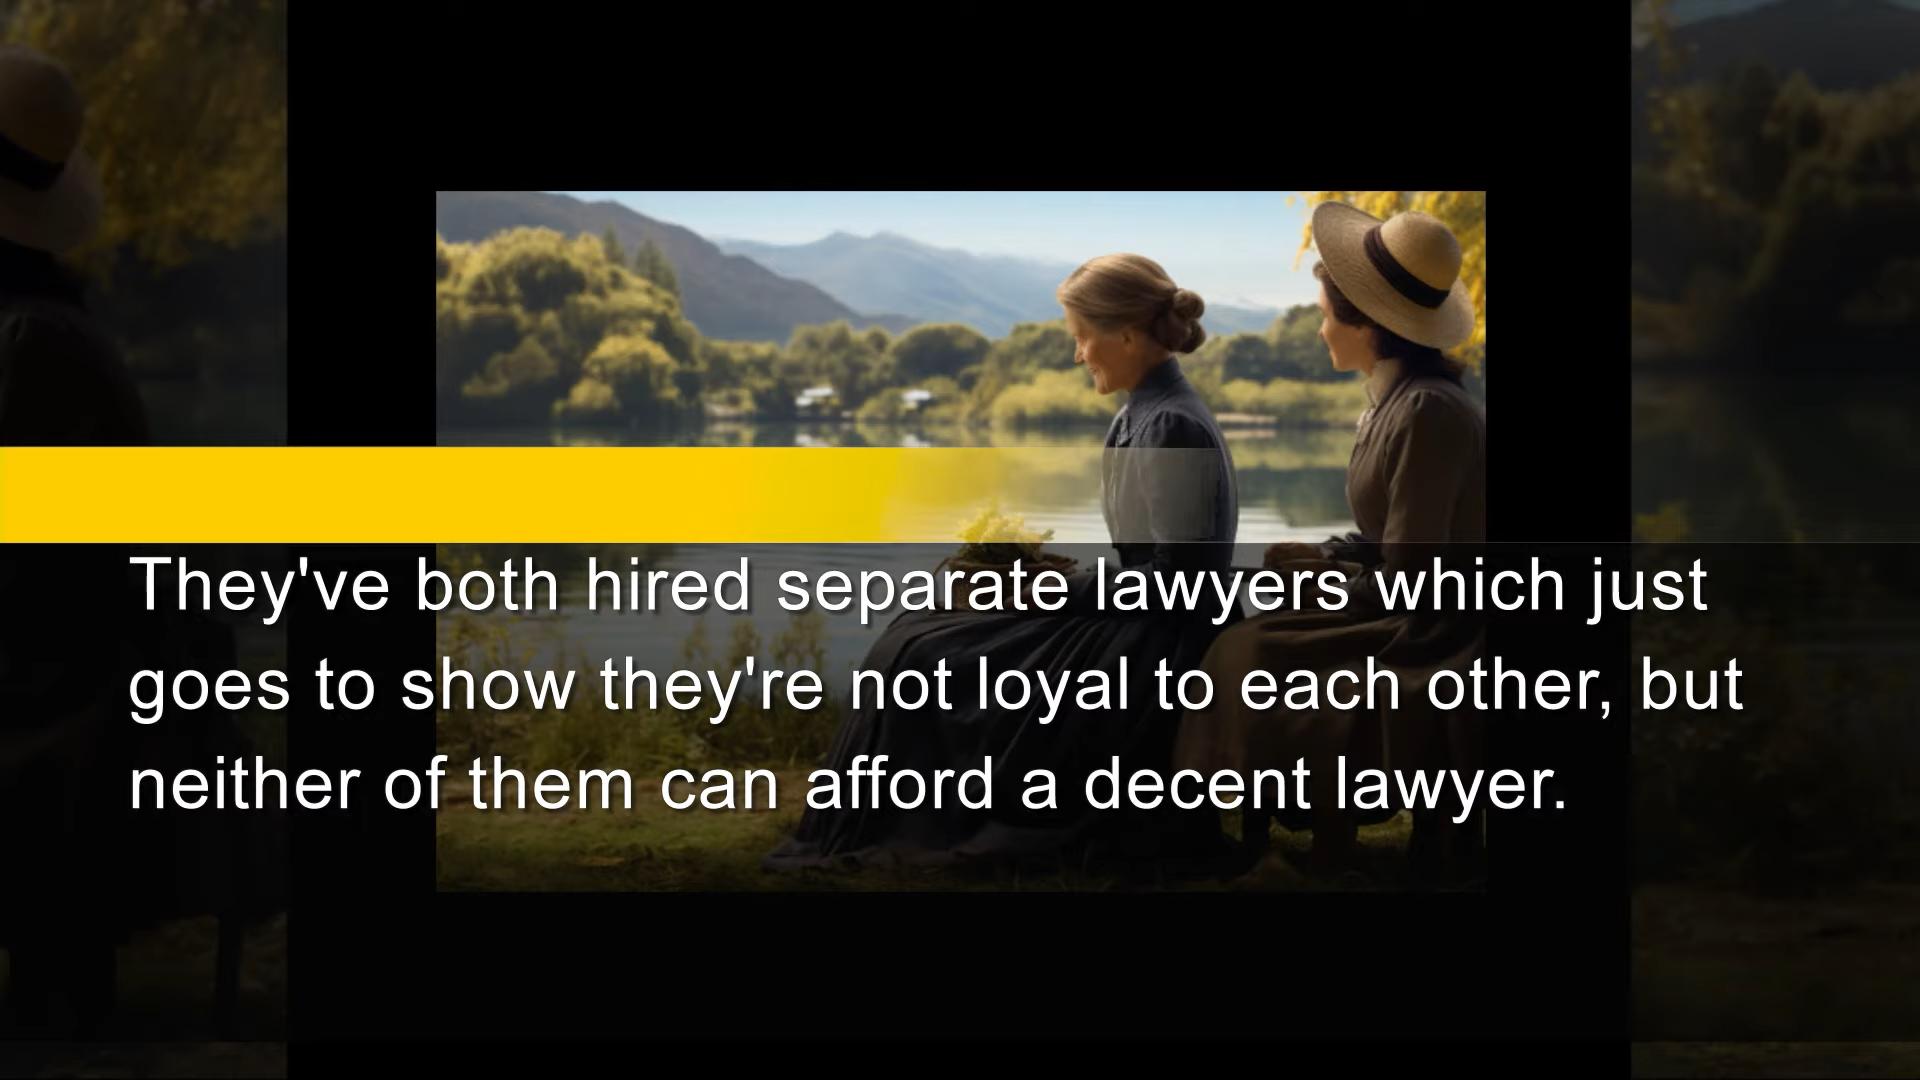 They've both hired separate lawyers which just
goes to show they're not loyal to each other, but
neither of them can afford a decent lawyer.